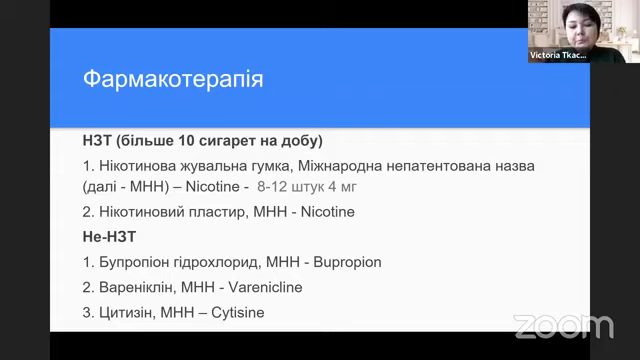 Victoria Tkac...
Фармакотерапія
НЗТ (більше 10 сигарет на добу)
1. Нікотинова жувальна гумка, Міжнародна непатентована назва
(далі - МНН) – Nicotine - 8-12 штук 4 мг
2. Нікотиновий пластир, МНН - Nicotine
Не-НЗТ
1. Бупропіон гідрохлорид, МНН - Bupropion
2. Вареніклін, МНН - Varenicline
3. Цитизін, МНН – Cytisine
zoom